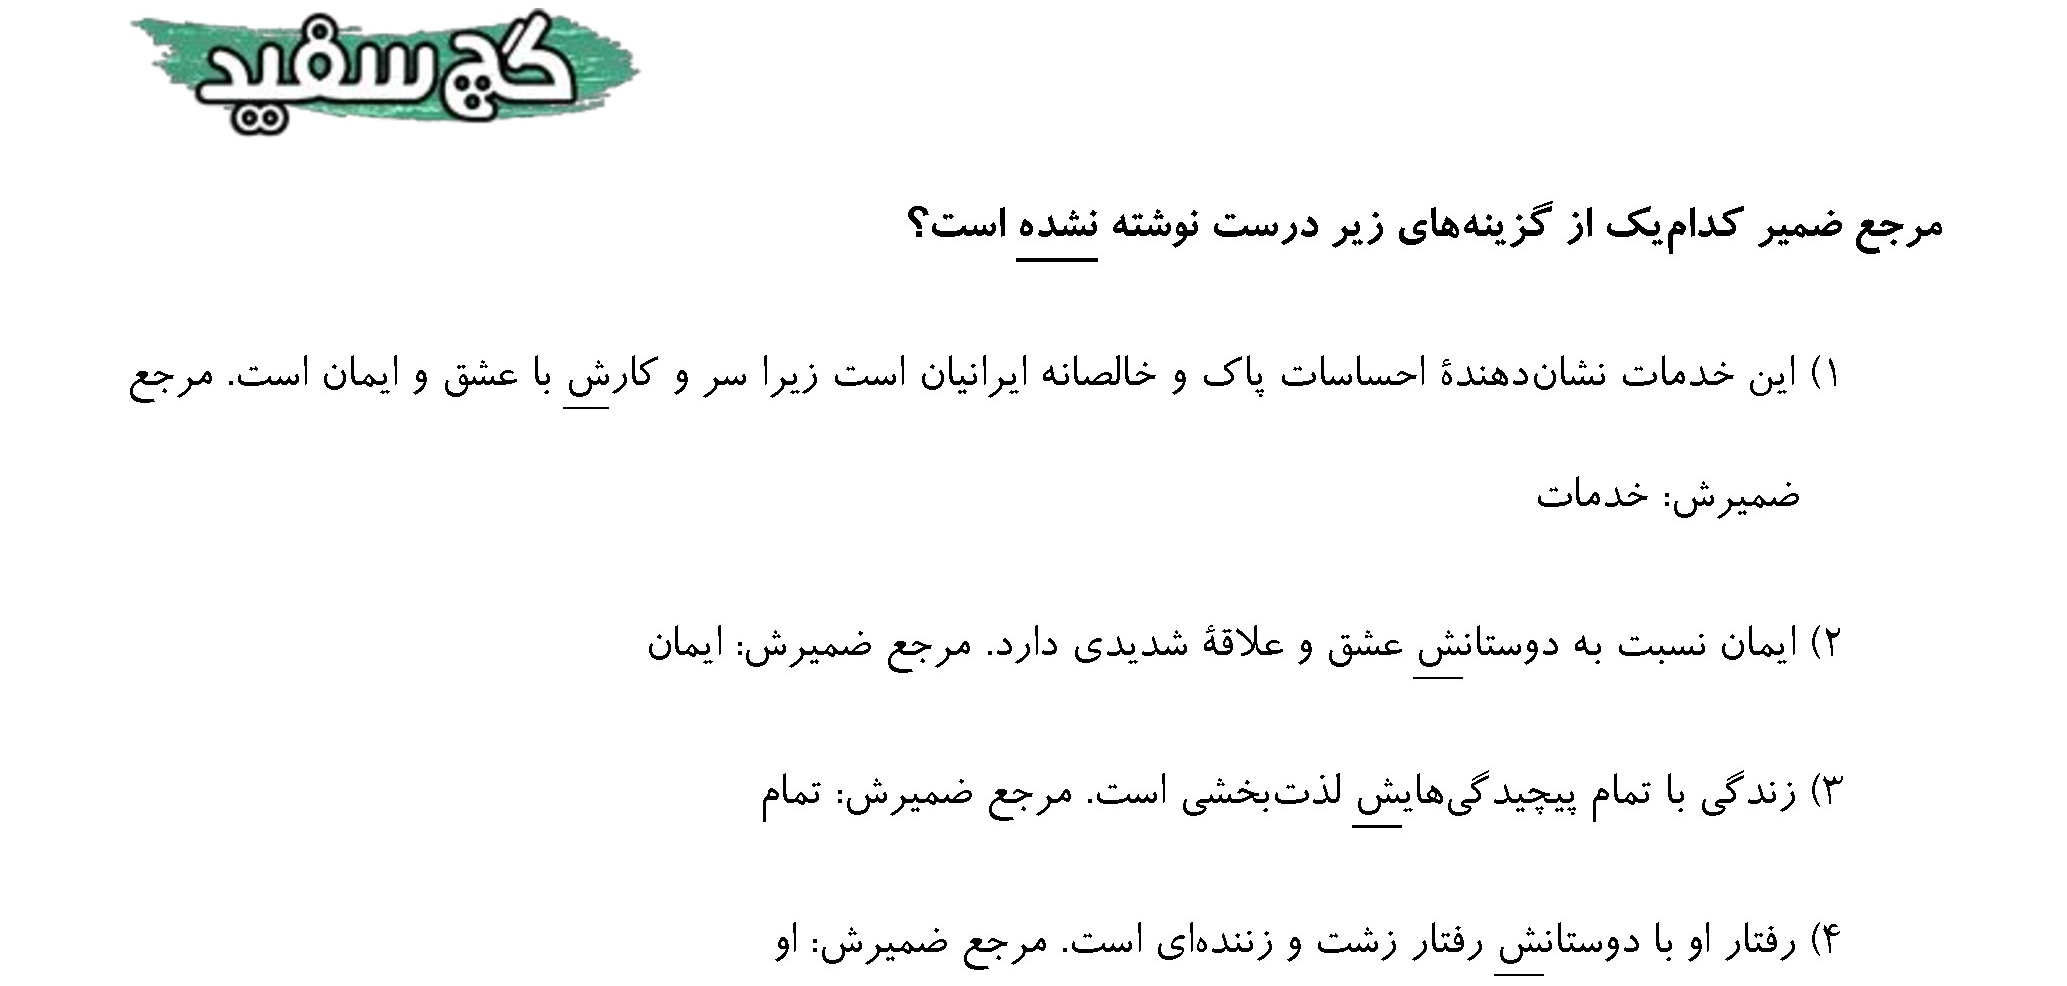 گچ سفید
مرجع ضمیر کدام‌یک از گزینه‌های زیر درست نوشته نشده است؟
۱) این خدمات نشان‌دهندهٔ احساسات پاک و خالصانه ایرانیان است زیرا سر و کارش با عشق و ایمان است. مرجع
ضمیرش: خدمات
۲) ایمان نسبت به دوستانش عشق و علاقهٔ شدیدی دارد. مرجع ضمیرش: ایمان
۳) زندگی با تمام پیچیدگی‌هایش لذت‌بخشی است. مرجع ضمیرش: تمام
۴) رفتار او با دوستانش رفتار زشت و زننده‌ای است. مرجع ضمیرش: او